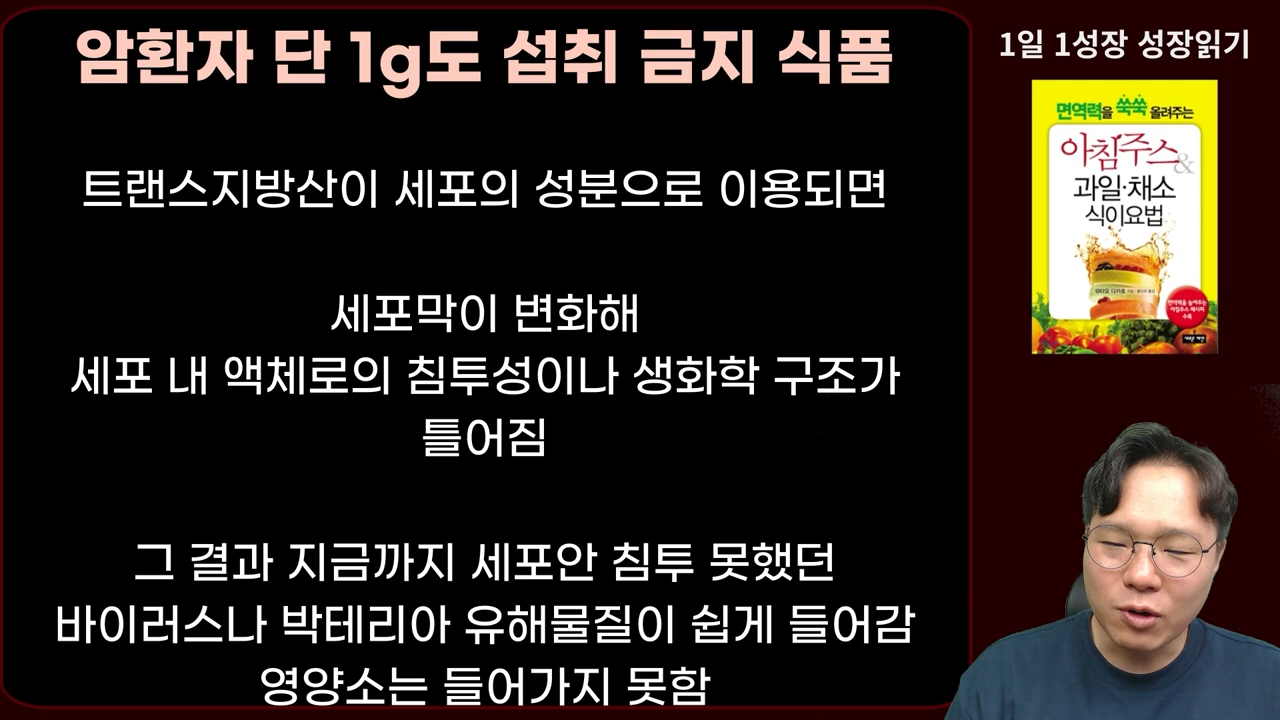 암환자 단 1g도 섭취 금지 식품
트랜스지방산이 세포의 성분으로 이용되면
세포막이 변화해
세포 내 액체로의 침투성이나 생화학 구조가
틀어짐
그 결과 지금까지 세포안 침투 못했던
바이러스나 박테리아 유해물질이 쉽게 들어감
영양소는 들어가지 못함
1일 1성장 성장읽기
면역력을 쑥쑥 올려주는
아침주스&
과일·채소
식이요법